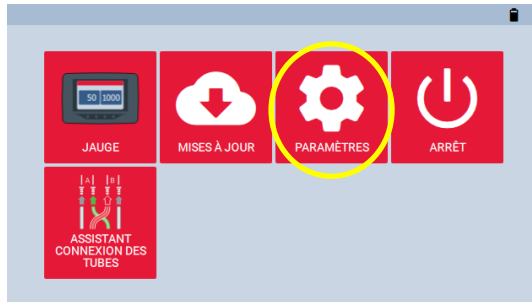 50 1000
JAUGE
MISES À JOUR
PARAMÈTRES
ARRÊT
A B
ASSISTANT
CONNEXION DES
TUBES